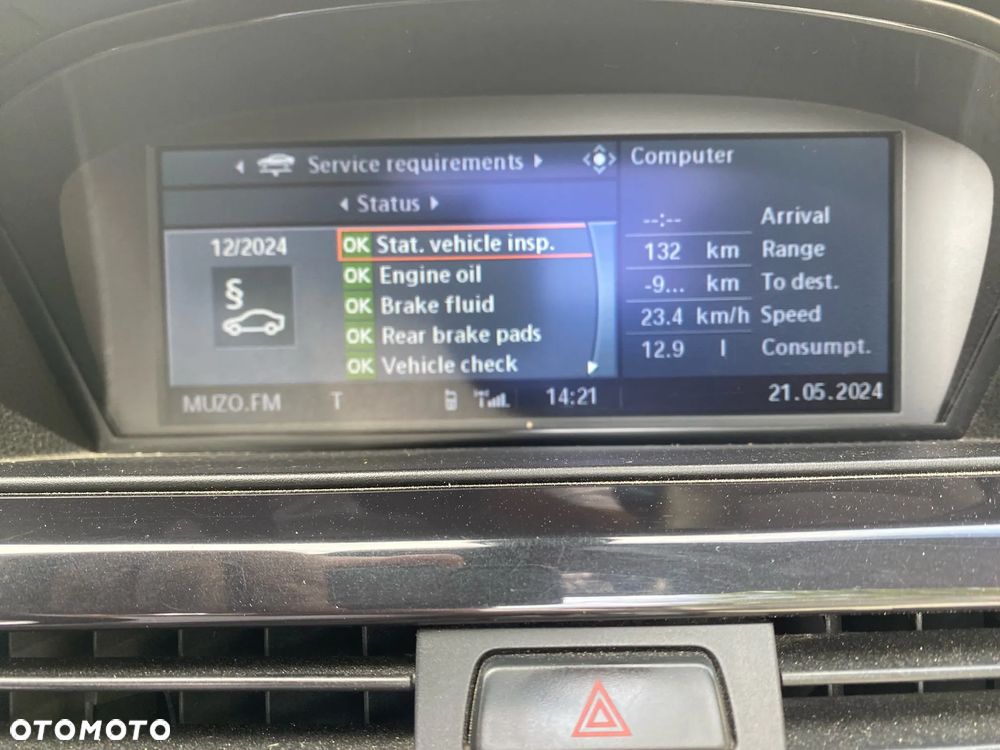 Service requirements
Status
12/2024
§
OK Stat. vehicle insp.
OK Engine oil
OK Brake fluid
OK Rear brake pads
OK Vehicle check
Computer
--:-- Arrival
132 km Range
-9... km To dest.
23.4 km/h Speed
12.9 l Consumpt.
MUZO.FM T 14:21 21.05.2024
OTOMOTO